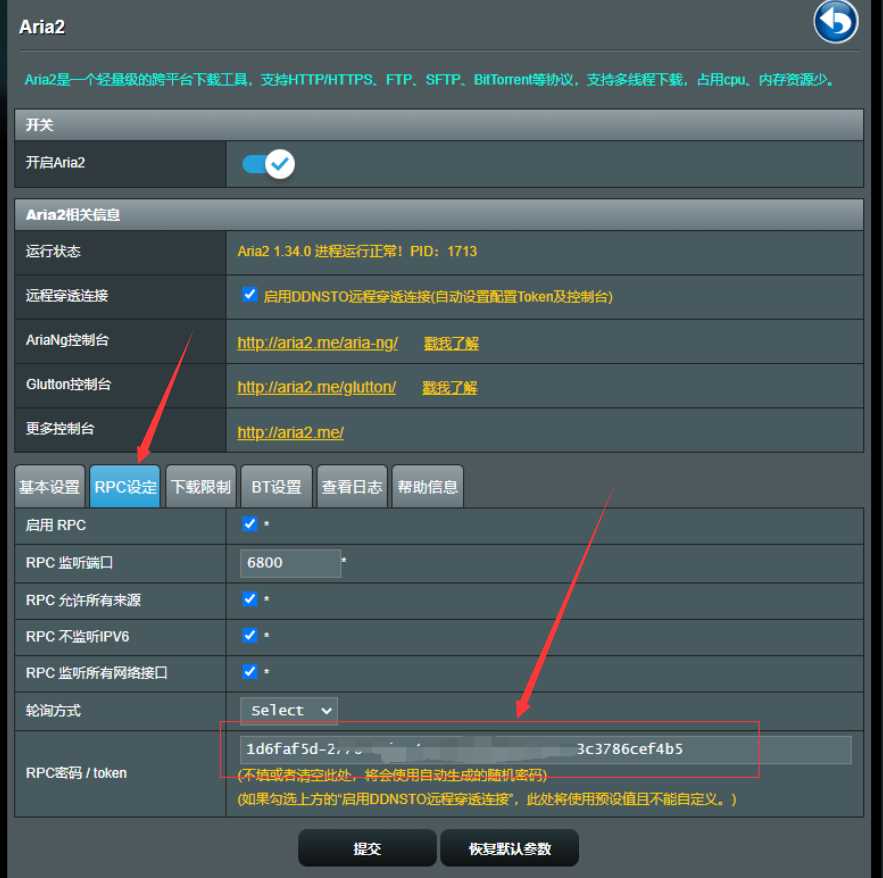 Aria2
Aria2是一个轻量级的跨平台下载工具，支持HTTP/HTTPS、FTP、SFTP、BitTorrent等协议，支持多线程下载，占用cpu、内存资源少。
开关
开启Aria2
Aria2相关信息
运行状态 Aria2 1.34.0 进程运行正常！PID：1713
远程穿透连接 启用DDNSTO远程穿透连接(自动设置配置Token及控制台)
AriaNg控制台 http://aria2.me/aria-ng/ 戳我了解
Glutton控制台 http://aria2.me/glutton/ 戳我了解
更多控制台 http://aria2.me/
基本设置 RPC设定 下载限制 BT设置 查看日志 帮助信息
启用 RPC *
RPC 监听端口 6800 *
RPC 允许所有来源 *
RPC 不监听IPV6 *
RPC 监听所有网络接口 *
轮询方式 Select
RPC密码 / token 1d6faf5d-2 3c3786cef4b5
(不填或者清空此处，将会使用自动生成的随机密码)
(如果勾选上方的“启用DDNSTO远程穿透连接”，此处将使用预设值且不能自定义。)
提交 恢复默认参数